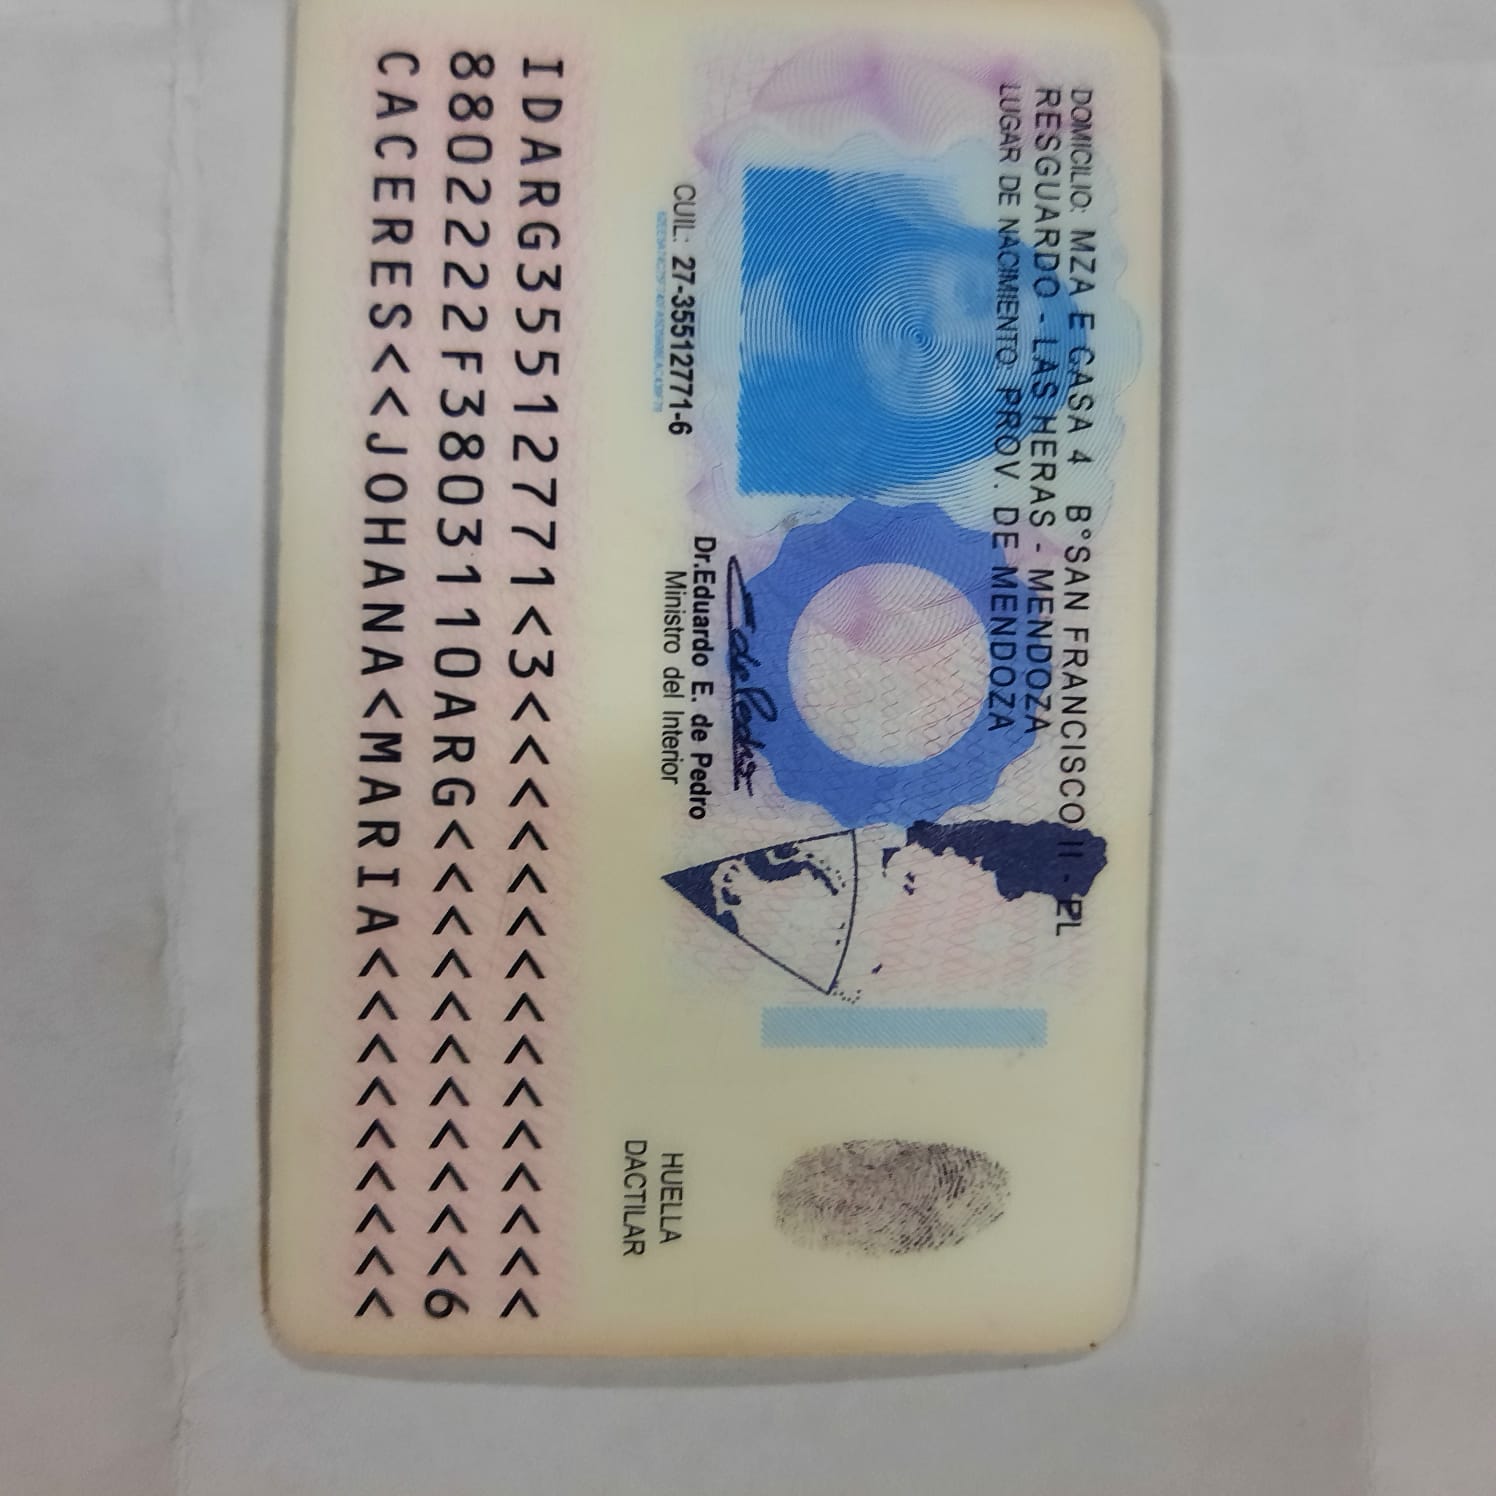 DOMICILIO: MZA E CASA 4 B°SAN FRANCISCO II - EL
RESGUARDO - LAS HERAS - MENDOZA
LUGAR DE NACIMIENTO: PROV. DE MENDOZA
CUIL: 27-35512771-6
Dr.Eduardo E. de Pedro
Ministro del Interior
HUELLA
DACTILAR
IDARG35512771<3<<<<<<<<<<<<<<<
8802222F3803110ARG<<<<<<<<<<<6
CACERES<<JOHANA<MARIA<<<<<<<<<